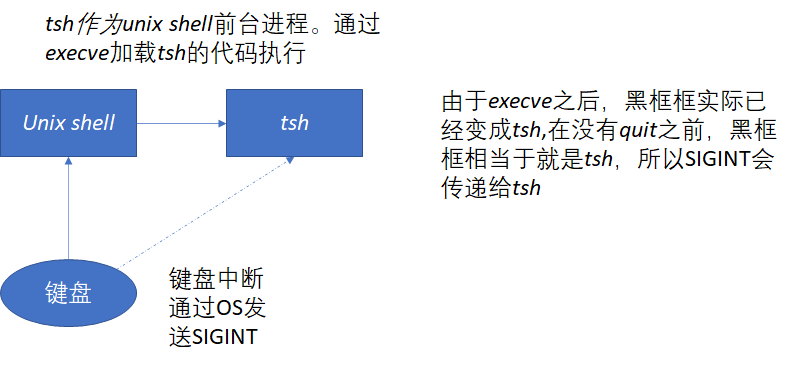 tsh作为unix shell前台进程。通过
execve加载tsh的代码执行
Unix shell
tsh
由于execve之后，黑框框实际已
经变成tsh,在没有quit之前，黑框
框相当于就是tsh，所以SIGINT会
传递给tsh
键盘
键盘中断
通过OS发
送SIGINT